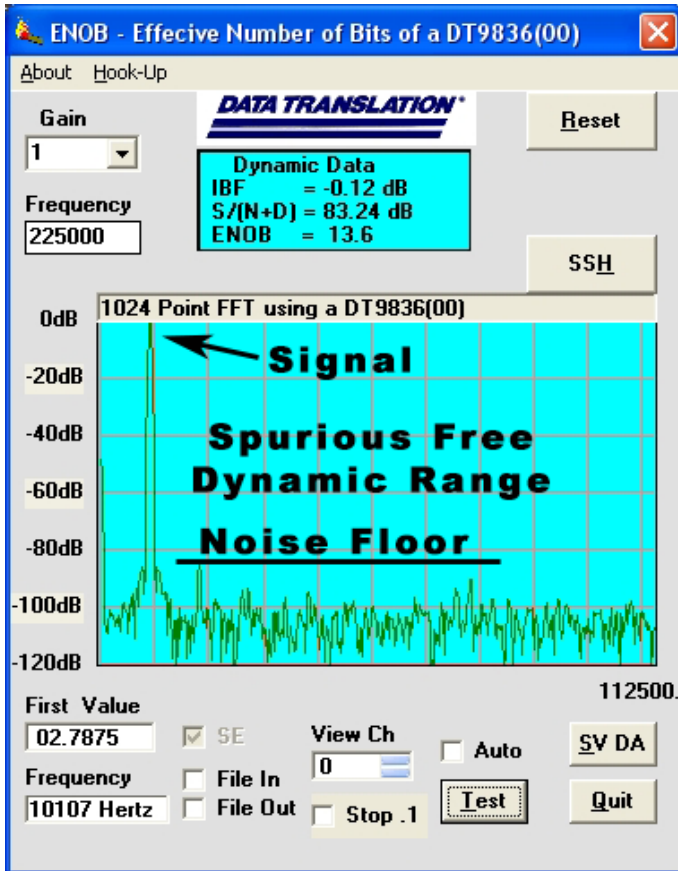 ENOB - Effecive Number of Bits of a DT9836(00)
About Hook-Up
Gain
1
DATA TRANSLATION
Reset
Dynamic Data
IBF = -0.12 dB
S/(N+D) = 83.24 dB
ENOB = 13.6
Frequency
225000
SSH
1024 Point FFT using a DT9836(00)
0dB
-20dB
-40dB
-60dB
-80dB
-100dB
-120dB
Signal
Spurious Free
Dynamic Range
Noise Floor
112500.
First Value
02.7875
SE
View Ch
0
Auto
SV DA
Frequency
10107 Hertz
File In
File Out
Stop .1
Test
Quit